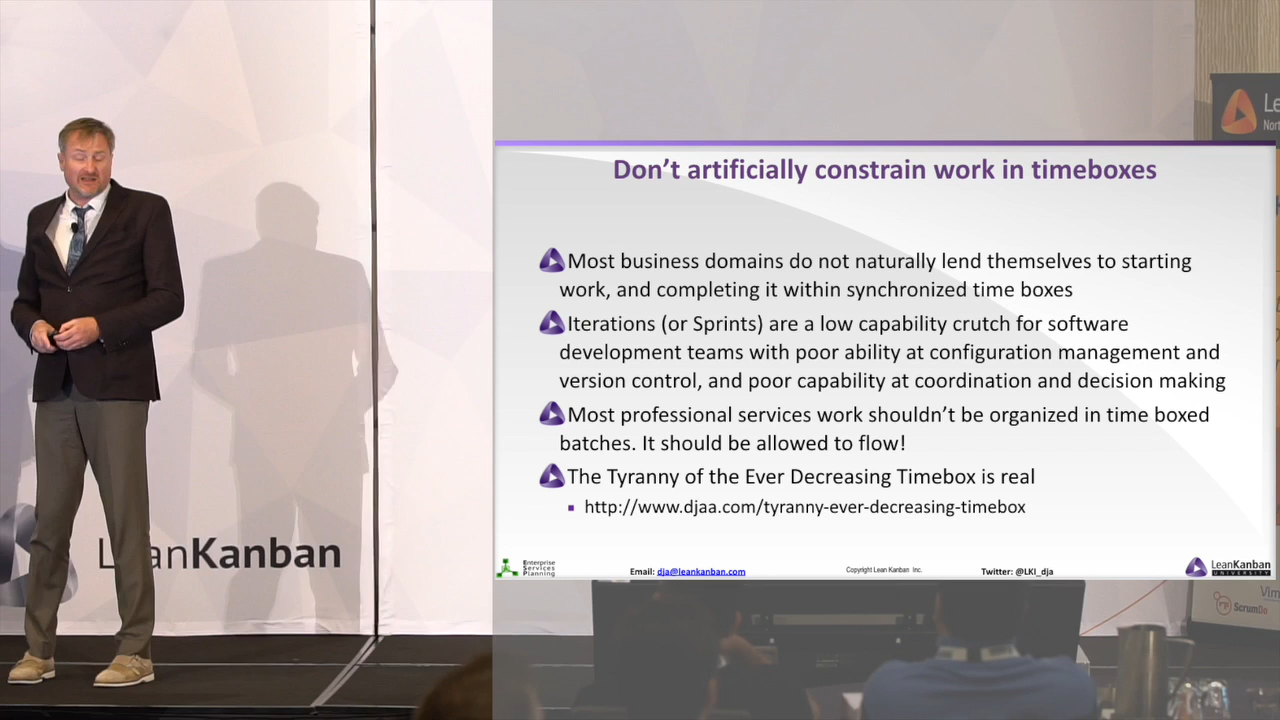 Le
Nort
Don't artificially constrain work in timeboxes
Most business domains do not naturally lend themselves to starting
work, and completing it within synchronized time boxes
Iterations (or Sprints) are a low capability crutch for software
development teams with poor ability at configuration management and
version control, and poor capability at coordination and decision making
Most professional services work shouldn't be organized in time boxed
batches. It should be allowed to flow!
The Tyranny of the Ever Decreasing Timebox is real
http://www.djaa.com/tyranny-ever-decreasing-timebox
Enterprise
Services
Planning
Email: dja@leankanban.com
Copyright Lean Kanban Inc.
Twitter: @LKI_dja
LeanKanban
UNIVERSITY
LeanKanban
Vim
ScrumDo